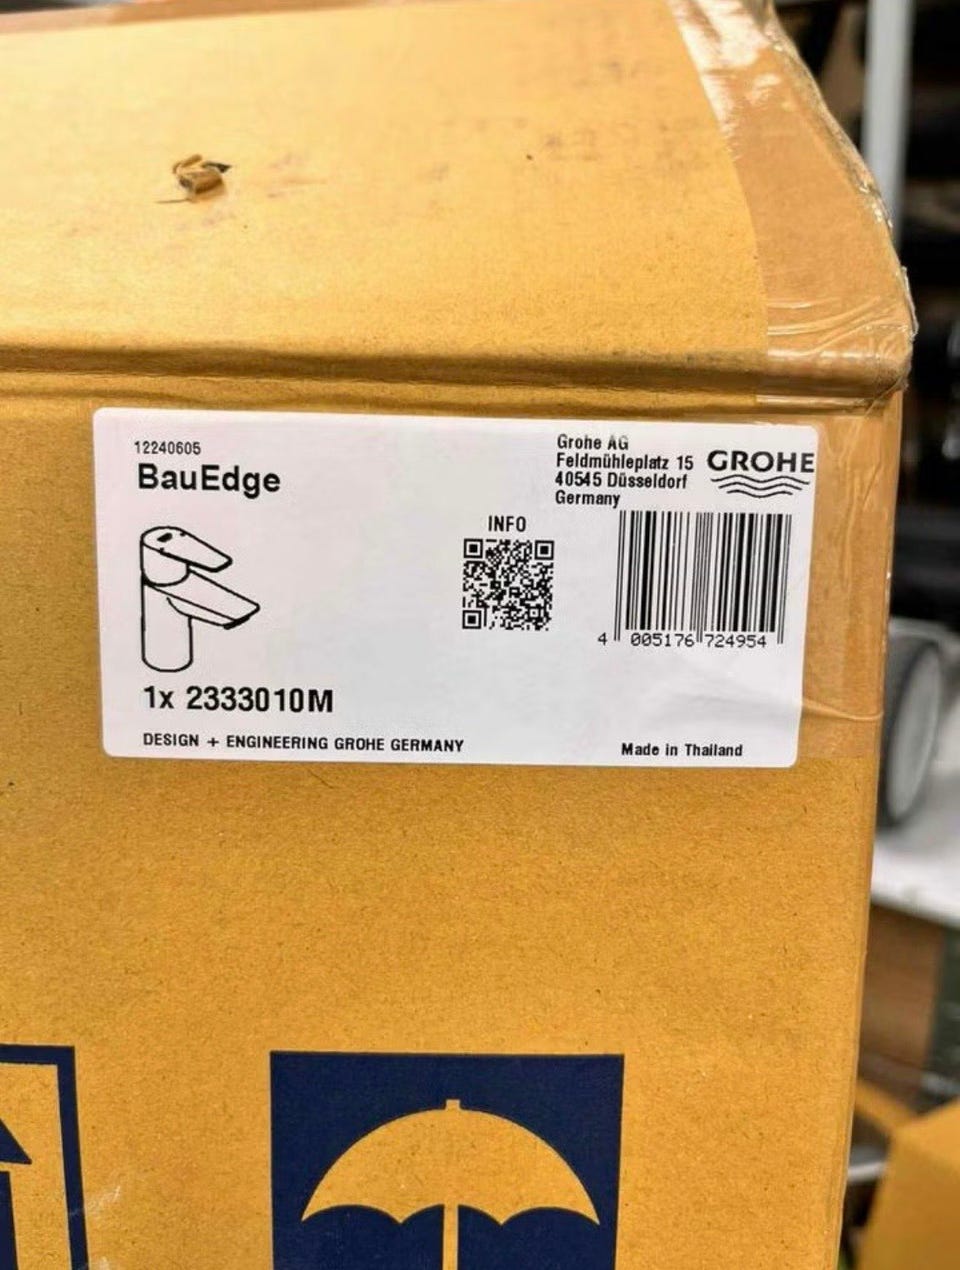 12240605
BauEdge
Grohe AG
Feldmühleplatz 15
40545 Düsseldorf
Germany
GROHE
INFO
4 005176 724954
1x 2333010M
DESIGN + ENGINEERING GROHE GERMANY
Made in Thailand